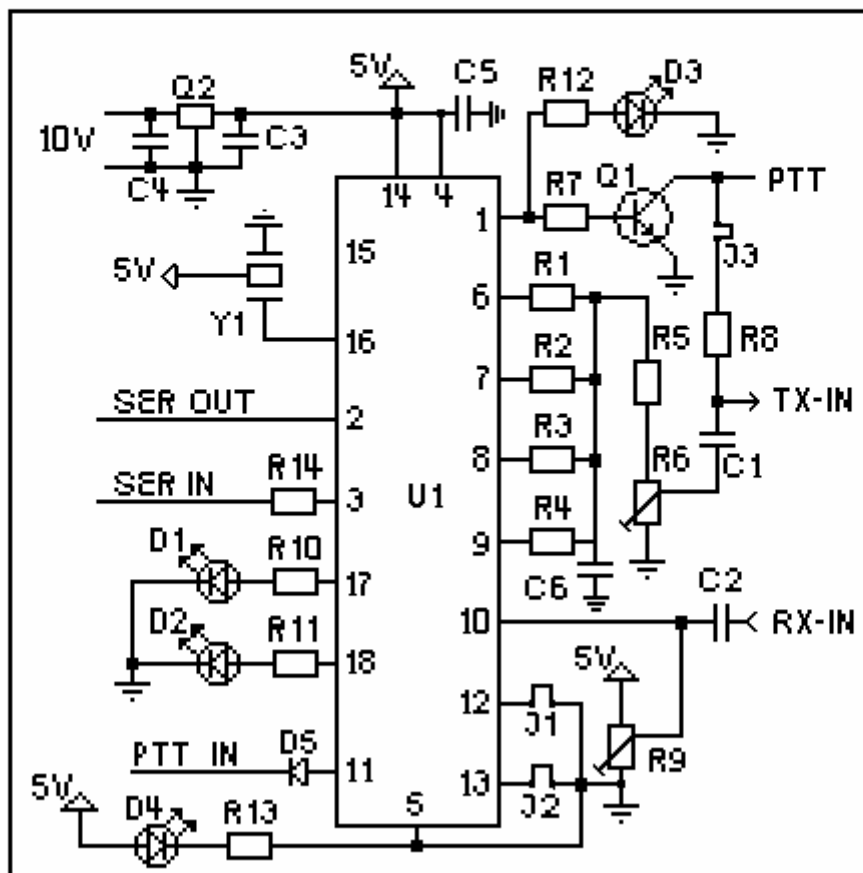 5V
C5
R12
D3
Q2
10V
C3
C4
14
4
R7
Q1
PTT
1
J3
15
5V
R1
6
Y1
16
R5
R8
R2
7
SER OUT
2
TX-IN
R3
8
R6
C1
SER IN
R14
3
U1
R4
9
D1
R10
17
C6
C2
D2
R11
10
RX-IN
18
5V
12
J1
PTT IN
D5
11
R9
13
J2
5V
D4
R13
5